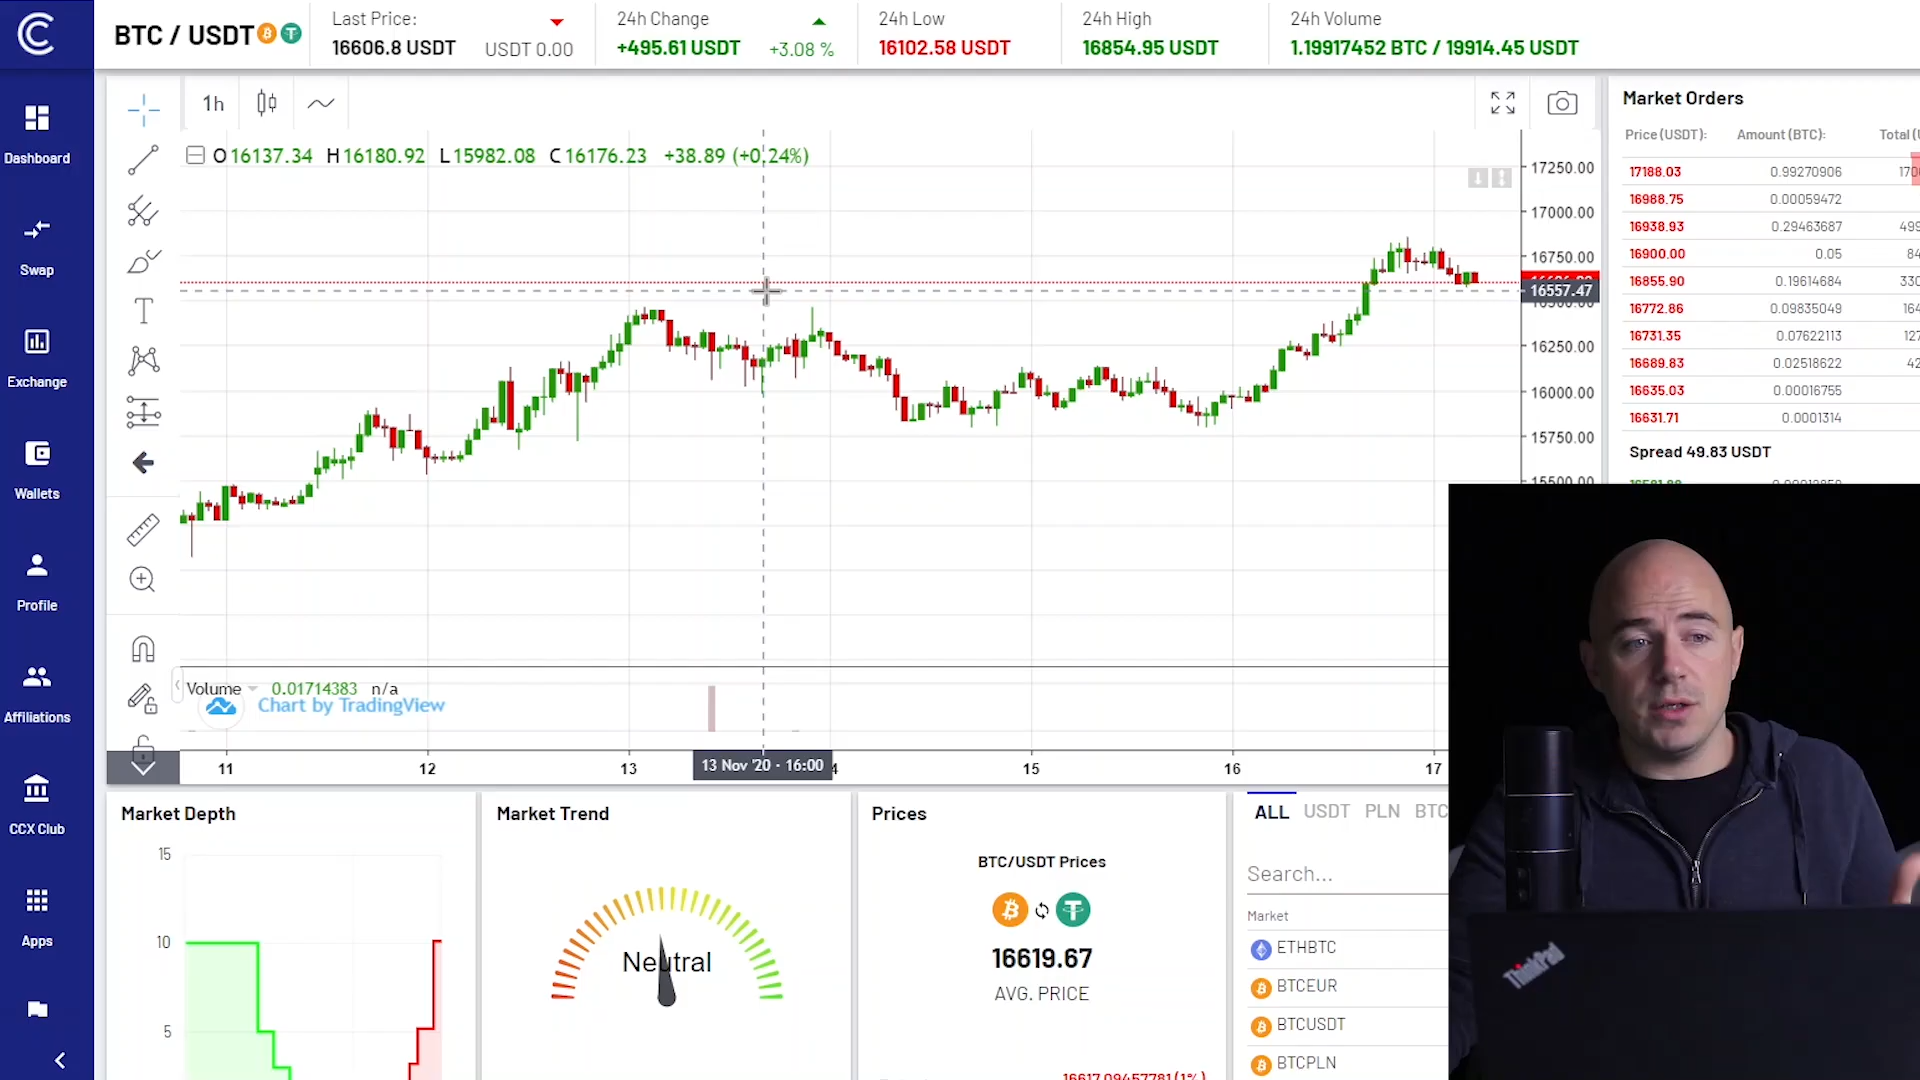 BTC / USDT
Last Price:
16606.8 USDT
USDT 0.00
24h Change
+495.61 USDT
+3.08 %
24h Low
16102.58 USDT
24h High
16854.95 USDT
24h Volume
1.19917452 BTC / 19914.45 USDT
Dashboard
Swap
Exchange
Wallets
Profile
Affiliations
CCX Club
Apps
1h
O 16137.34 H 16180.92 L 15982.08 C 16176.23 +38.89 (+0.24%)
17250.00
17000.00
16750.00
16557.47
16250.00
16000.00
15750.00
15500.00
Volume 0.01714383 n/a
Chart by TradingView
11
12
13
13 Nov '20 - 16:00
15
16
17
Market Orders
Price (USDT): Amount (BTC): Total
17188.03 0.99270906
16988.75 0.00059472
16938.93 0.29463687
16900.00 0.05
16855.90 0.19614684
16772.86 0.09835049
16731.35 0.07622113
16689.83 0.02518622
16635.03 0.00016755
16631.71 0.0001314
Spread 49.83 USDT
Market Depth
15
10
5
Market Trend
Neutral
Prices
BTC/USDT Prices
16619.67
AVG. PRICE
16617.09457781 (1%)
ALL USDT PLN BTC
Search...
Market
ETHBTC
BTCEUR
BTCUSDT
BTCPLN
ThinkPad